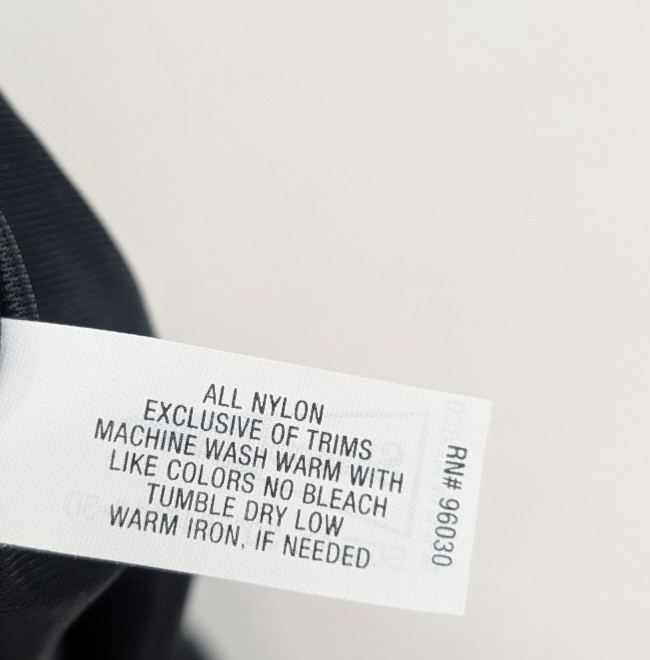 ALL NYLON
EXCLUSIVE OF TRIMS
MACHINE WASH WARM WITH
LIKE COLORS NO BLEACH
TUMBLE DRY LOW
WARM IRON, IF NEEDED
RN# 96030